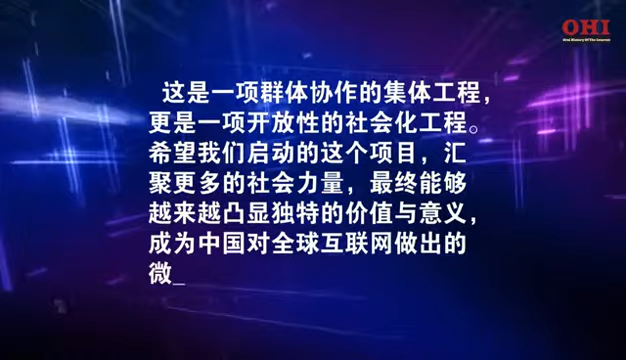 OHI
Oral History Of The Internet
这是一项群体协作的集体工程，
更是一项开放性的社会化工程。
希望我们启动的这个项目，汇
聚更多的社会力量，最终能够
越来越凸显独特的价值与意义，
成为中国对全球互联网做出的
微_